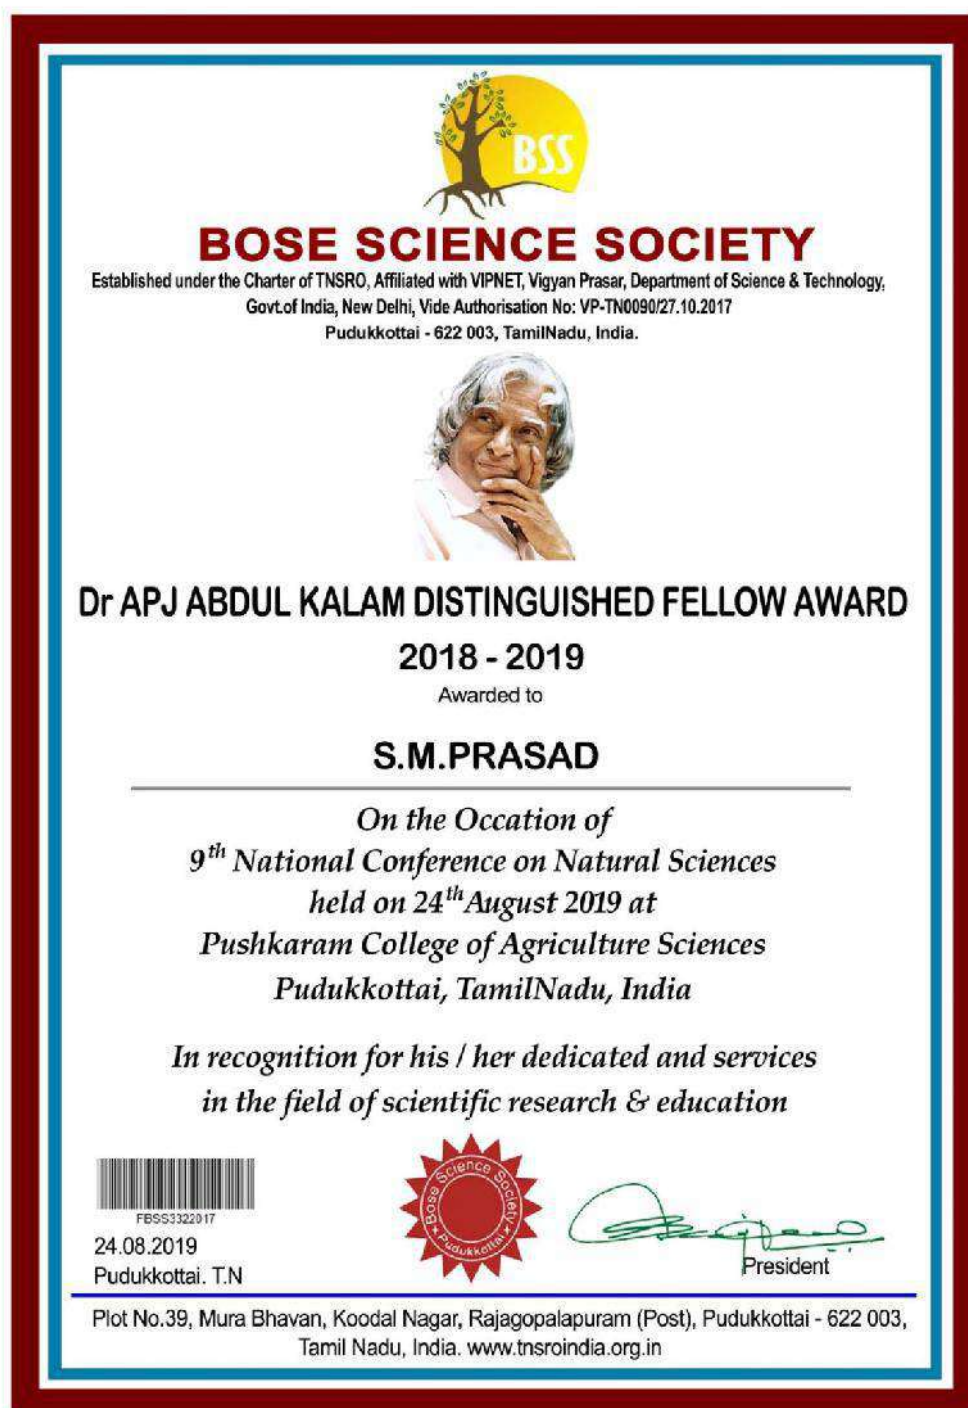 BSS
BOSE SCIENCE SOCIETY
Established under the Charter of TNSRO, Affiliated with VIPNET, Vigyan Prasar, Department of Science & Technology,
Govt.of India, New Delhi, Vide Authorisation No: VP-TN0090/27.10.2017
Pudukkottai - 622 003, TamilNadu, India.
Dr APJ ABDUL KALAM DISTINGUISHED FELLOW AWARD
2018 - 2019
Awarded to
S.M.PRASAD
On the Occation of
9th National Conference on Natural Sciences
held on 24th August 2019 at
Pushkaram College of Agriculture Sciences
Pudukkottai, TamilNadu, India
In recognition for his / her dedicated and services
in the field of scientific research & education
FBSS3322017
24.08.2019
Pudukkottai. T.N
Bose Science Society
Pudukkottai
President
Plot No.39, Mura Bhavan, Koodal Nagar, Rajagopalapuram (Post), Pudukkottai - 622 003,
Tamil Nadu, India. www.tnsroindia.org.in